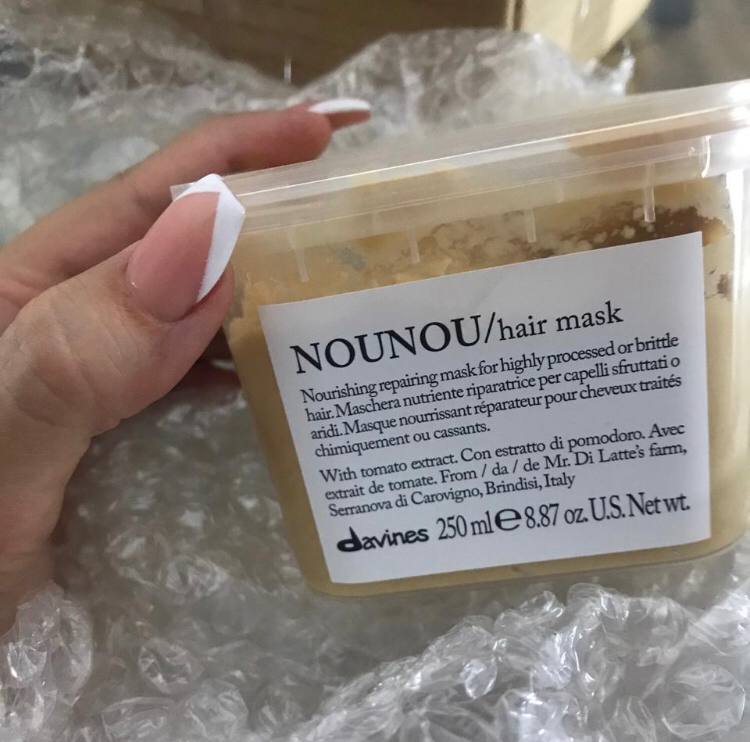 NOUNOU/hair mask
Nourishing repairing mask for highly processed or brittle
hair. Maschera nutriente riparatrice per capelli sfruttati o
aridi. Masque nourrissant réparateur pour cheveux traités
chimiquement ou cassants.
With tomato extract. Con estratto di pomodoro. Avec
extrait de tomate. From / da / de Mr. Di Latte's farm,
Serranova di Carovigno, Brindisi, Italy
davines 250 ml e 8.87 oz. U.S. Net wt.